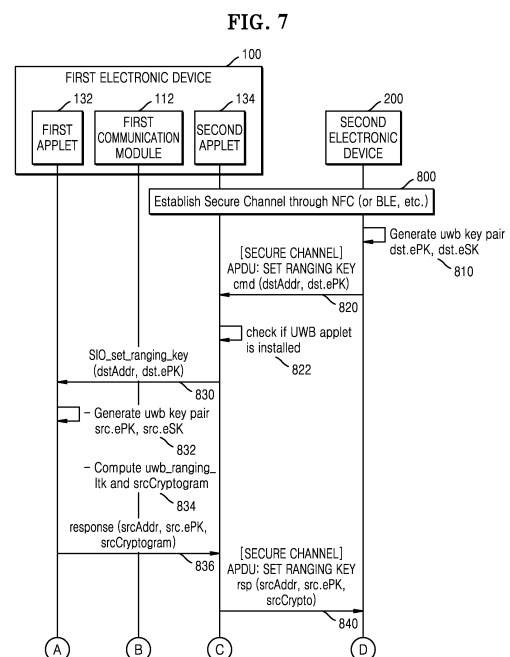 FIG. 7
100
FIRST ELECTRONIC DEVICE
132
112
134
200
FIRST
APPLET
FIRST
COMMUNICATION
MODULE
SECOND
APPLET
SECOND
ELECTRONIC
DEVICE
800
Establish Secure Channel through NFC (or BLE, etc.)
Generate uwb key pair
dst.ePK, dst.eSK
810
[SECURE CHANNEL]
APDU: SET RANGING KEY
cmd (dstAddr, dst.ePK)
820
check if UWB applet
is installed
822
SIO_set_ranging_key
(dstAddr, dst.ePK)
830
- Generate uwb key pair
src.ePK, src.eSK
832
- Compute uwb_ranging_
ltk and srcCryptogram
834
response (srcAddr, src.ePK,
srcCryptogram)
836
[SECURE CHANNEL]
APDU: SET RANGING KEY
rsp (srcAddr, src.ePK,
srcCrypto)
840
A
B
C
D